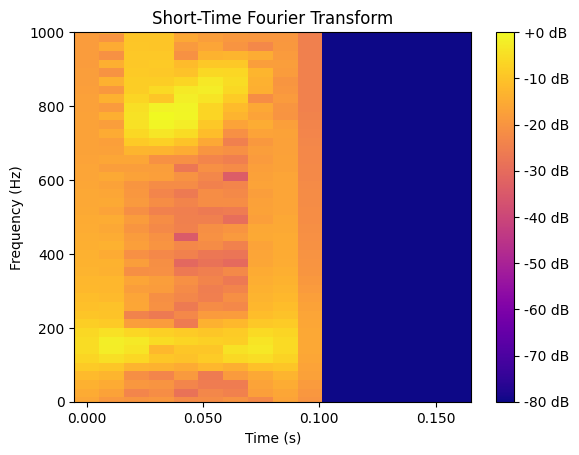 Short-Time Fourier Transform
1000
800
600
400
200
0
Frequency (Hz)
0.000
0.050
0.100
0.150
Time (s)
+0 dB
-10 dB
-20 dB
-30 dB
-40 dB
-50 dB
-60 dB
-70 dB
-80 dB